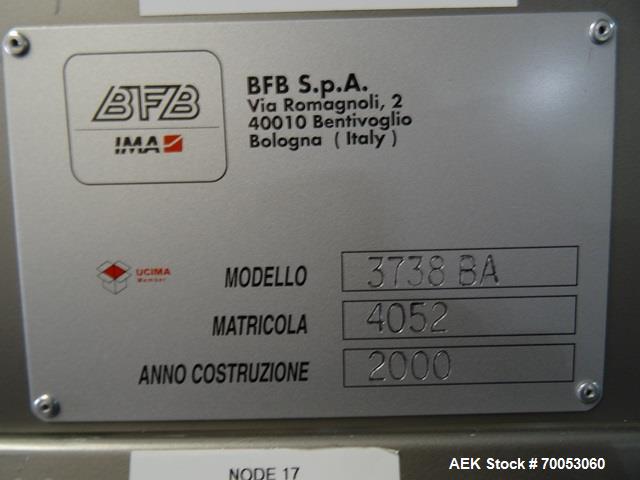 BFB
IMA
BFB S.p.A.
Via Romagnoli, 2
40010 Bentivoglio
Bologna ( Italy )
UCIMA
Member
MODELLO 3738 BA
MATRICOLA 4052
ANNO COSTRUZIONE 2000
NODE 17
AEK Stock # 70053060